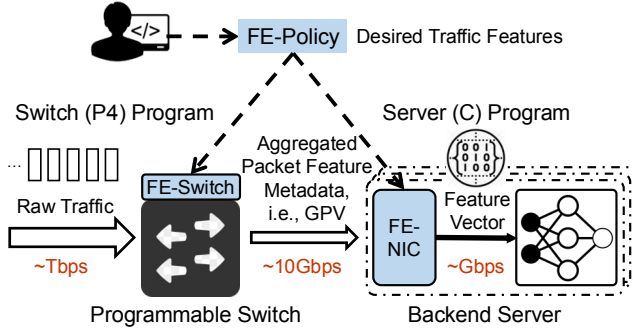 </>
FE-Policy
Desired Traffic Features
Switch (P4) Program
Server (C) Program
...
Raw Traffic
~Tbps
FE-Switch
Programmable Switch
Aggregated
Packet Feature
Metadata,
i.e., GPV
~10Gbps
FE-
NIC
Feature
Vector
~Gbps
Backend Server